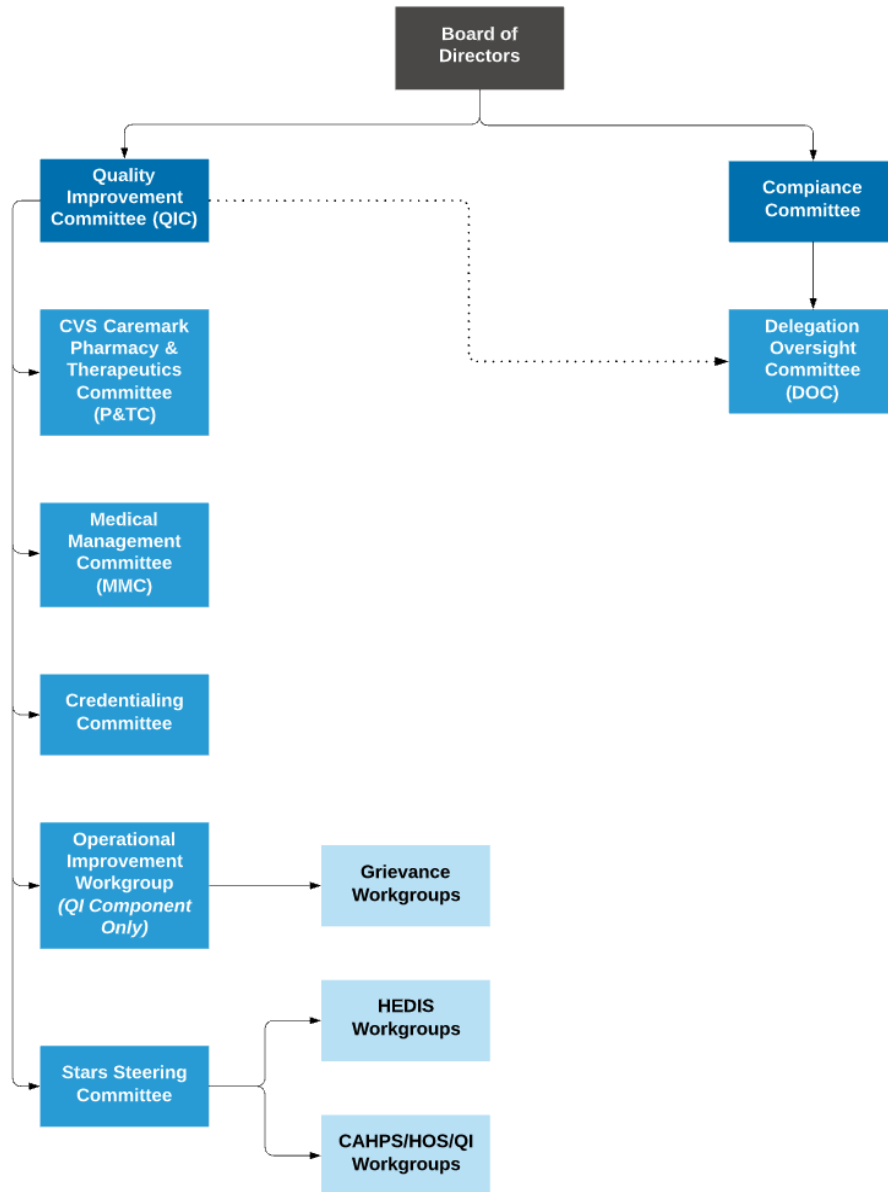 Board of
Directors
Quality
Improvement
Committee (QIC)
Compiance
Committee
CVS Caremark
Pharmacy &
Therapeutics
Committee
(P&TC)
Delegation
Oversight
Committee
(DOC)
Medical
Management
Committee
(MMC)
Credentialing
Committee
Operational
Improvement
Workgroup
(QI Component
Only)
Grievance
Workgroups
HEDIS
Workgroups
Stars Steering
Committee
CAHPS/HOS/QI
Workgroups